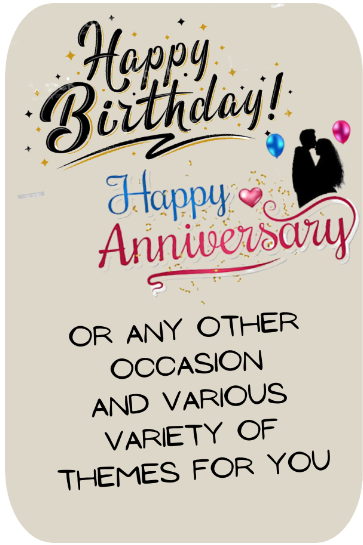 Happy
Birthday!
Happy
Anniversary
OR ANY OTHER
OCCASION
AND VARIOUS
VARIETY OF
THEMES FOR YOU